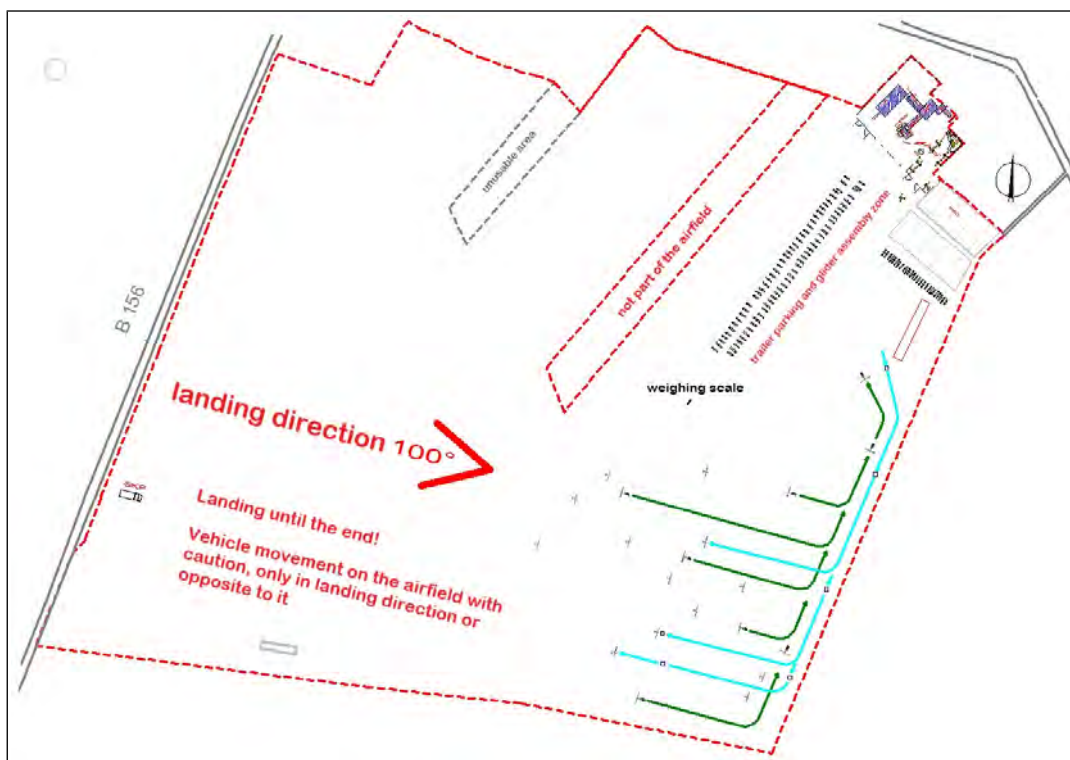 unusable area
not part of the airfield
trailer parking and glider assembly zone
B 156
weighing scale
landing direction 100°
Landing until the end!
Vehicle movement on the airfield with
caution, only in landing direction or
opposite to it